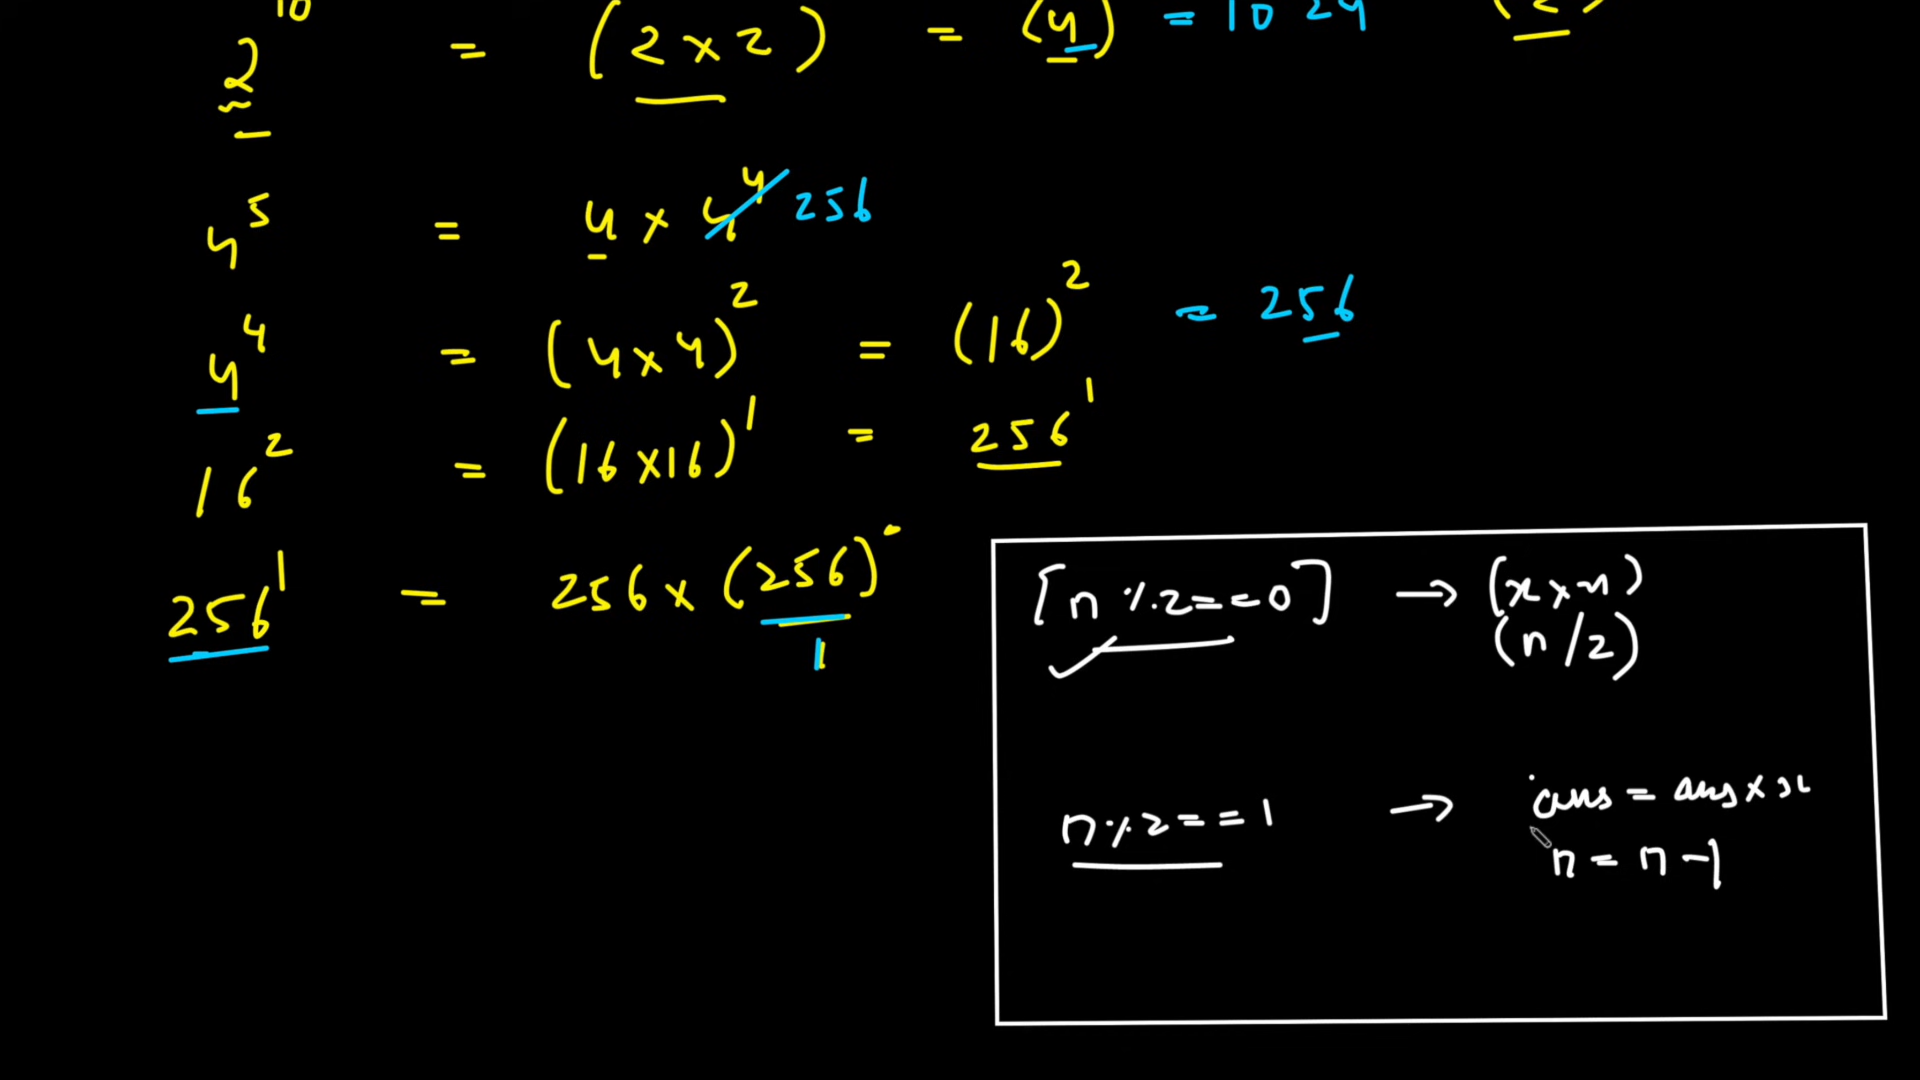 2^10 = (2 × 2) = (4) = 1024
4^5 = 4 × 4^4 256
4^4 = (4 × 4)^2 = (16)^2 = 256
16^2 = (16 × 16)^1 = 256^1
256^1 = 256 × (256)^0
1
[n % 2 == 0] → (x × x)
(n / 2)
n % 2 == 1 → ans = ans × x
n = n - 1